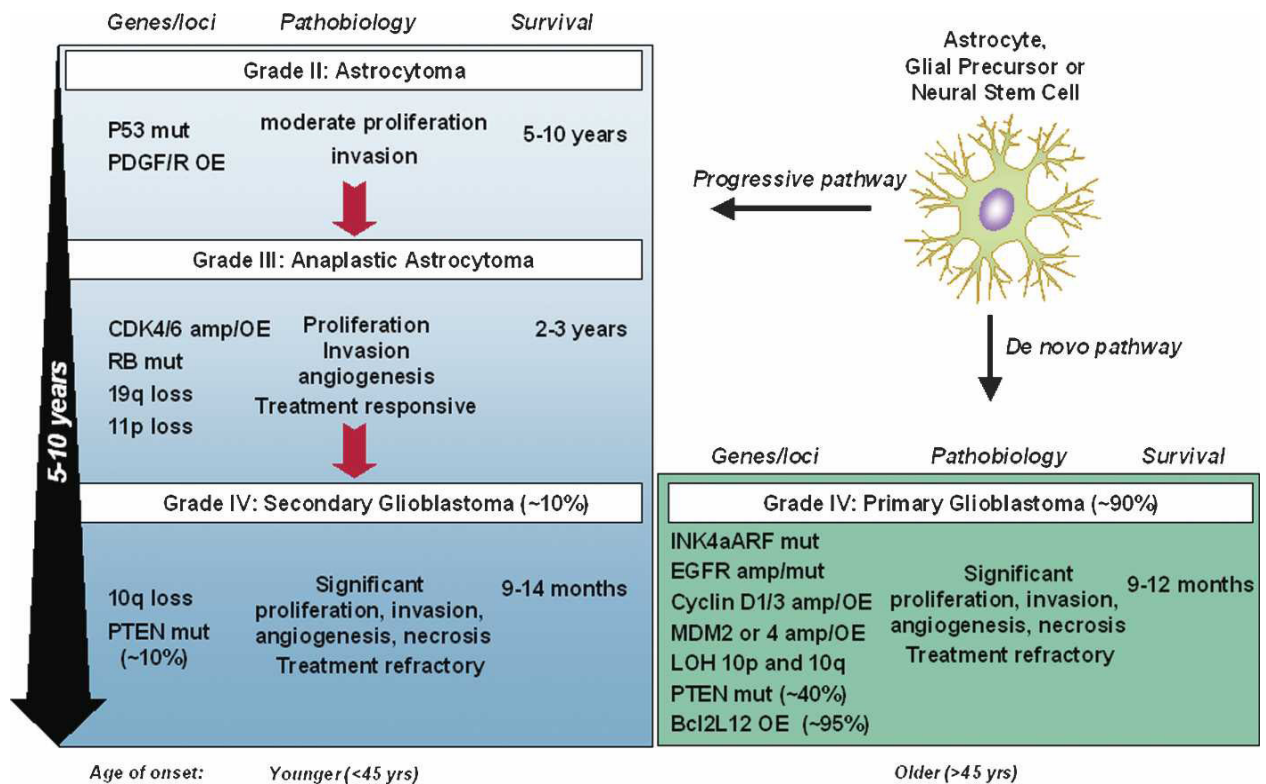 Genes/loci Pathobiology Survival
Grade II: Astrocytoma
P53 mut
PDGF/R OE
moderate proliferation
invasion
5-10 years
Grade III: Anaplastic Astrocytoma
CDK4/6 amp/OE
RB mut
19q loss
11p loss
Proliferation
Invasion
angiogenesis
Treatment responsive
2-3 years
Grade IV: Secondary Glioblastoma (~10%)
10q loss
PTEN mut
(~10%)
Significant
proliferation, invasion,
angiogenesis, necrosis
Treatment refractory
9-14 months
5-10 years
Astrocyte,
Glial Precursor or
Neural Stem Cell
Progressive pathway
De novo pathway
Genes/loci Pathobiology Survival
Grade IV: Primary Glioblastoma (~90%)
INK4aARF mut
EGFR amp/mut
Cyclin D1/3 amp/OE
MDM2 or 4 amp/OE
LOH 10p and 10q
PTEN mut (~40%)
Bcl2L12 OE (~95%)
Significant
proliferation, invasion,
angiogenesis, necrosis
Treatment refractory
9-12 months
Age of onset: Younger (<45 yrs) Older (>45 yrs)